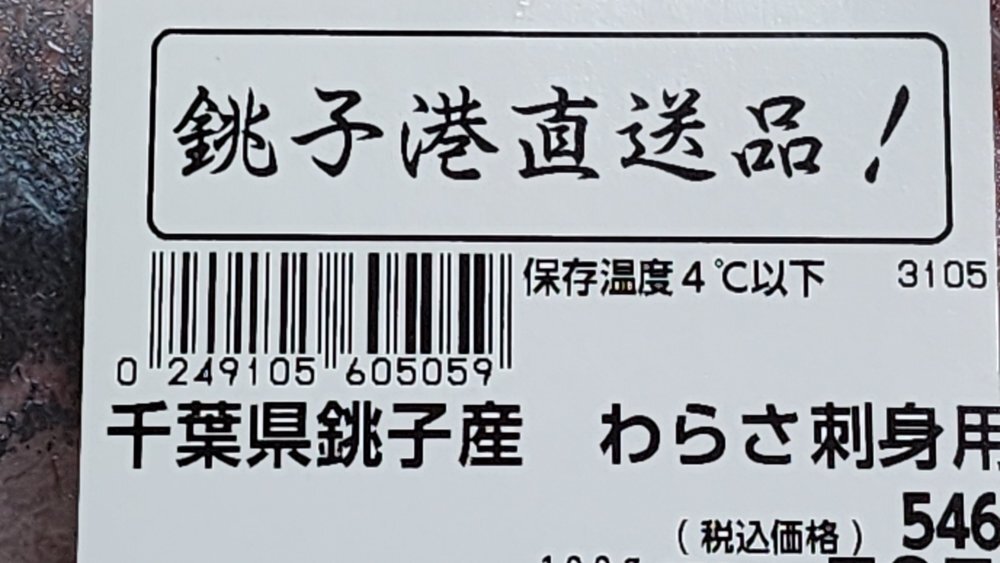 銚子港直送品！
保存温度4℃以下 3105
0 249105 605059
千葉県銚子産 わらさ刺身用
(税込価格) 546
100g